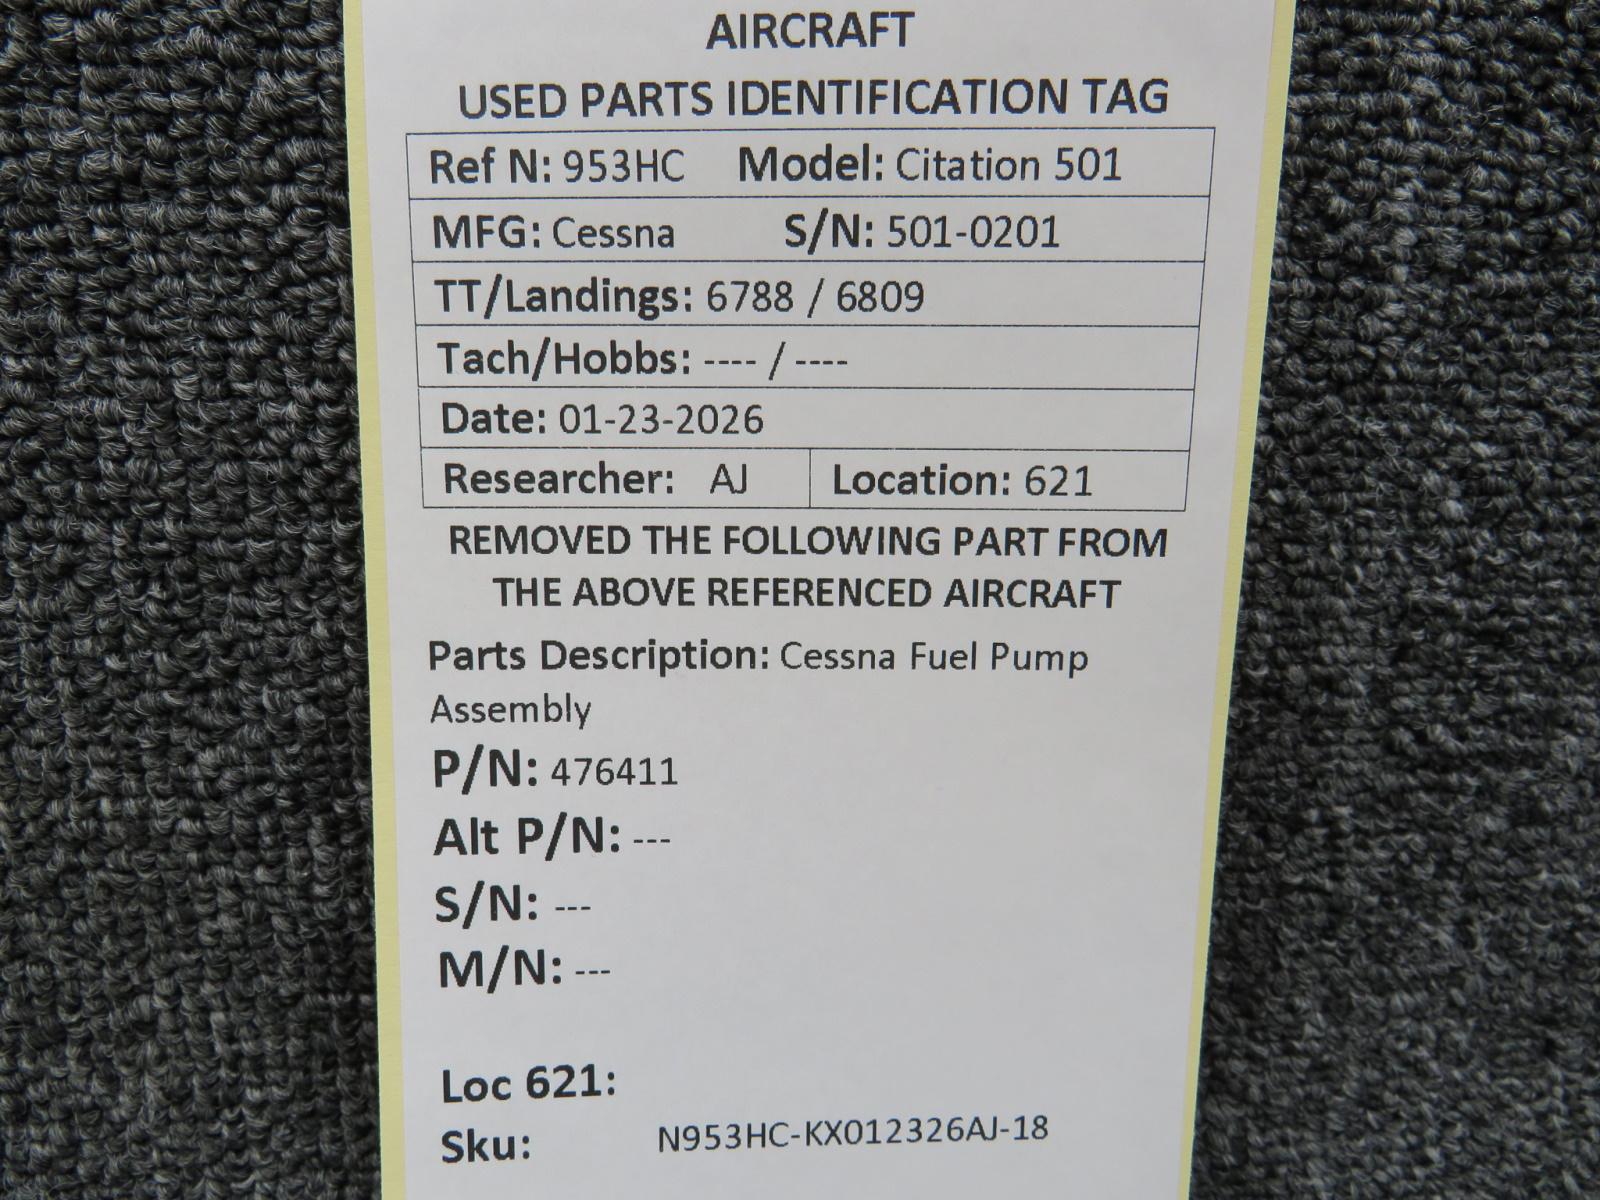 AIRCRAFT
USED PARTS IDENTIFICATION TAG
Ref N: 953HC Model: Citation 501
MFG: Cessna S/N: 501-0201
TT/Landings: 6788 / 6809
Tach/Hobbs: ---- / ----
Date: 01-23-2026
Researcher: AJ Location: 621
REMOVED THE FOLLOWING PART FROM
THE ABOVE REFERENCED AIRCRAFT
Parts Description: Cessna Fuel Pump
Assembly
P/N: 476411
Alt P/N: ---
S/N: ---
M/N: ---
Loc 621:
Sku: N953HC-KX012326AJ-18